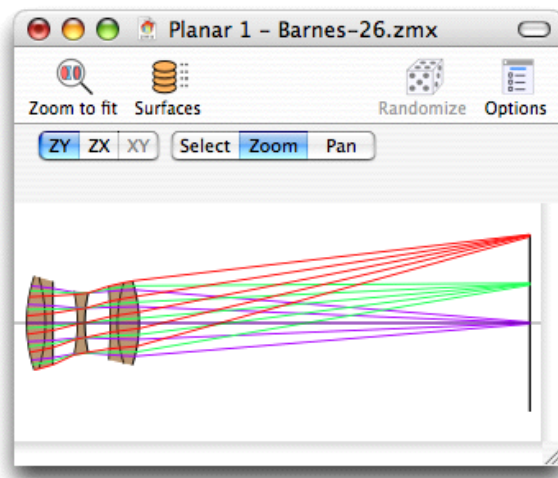 Planar 1 – Barnes-26.zmx
Zoom to fit Surfaces Randomize Options
ZY ZX XY Select Zoom Pan